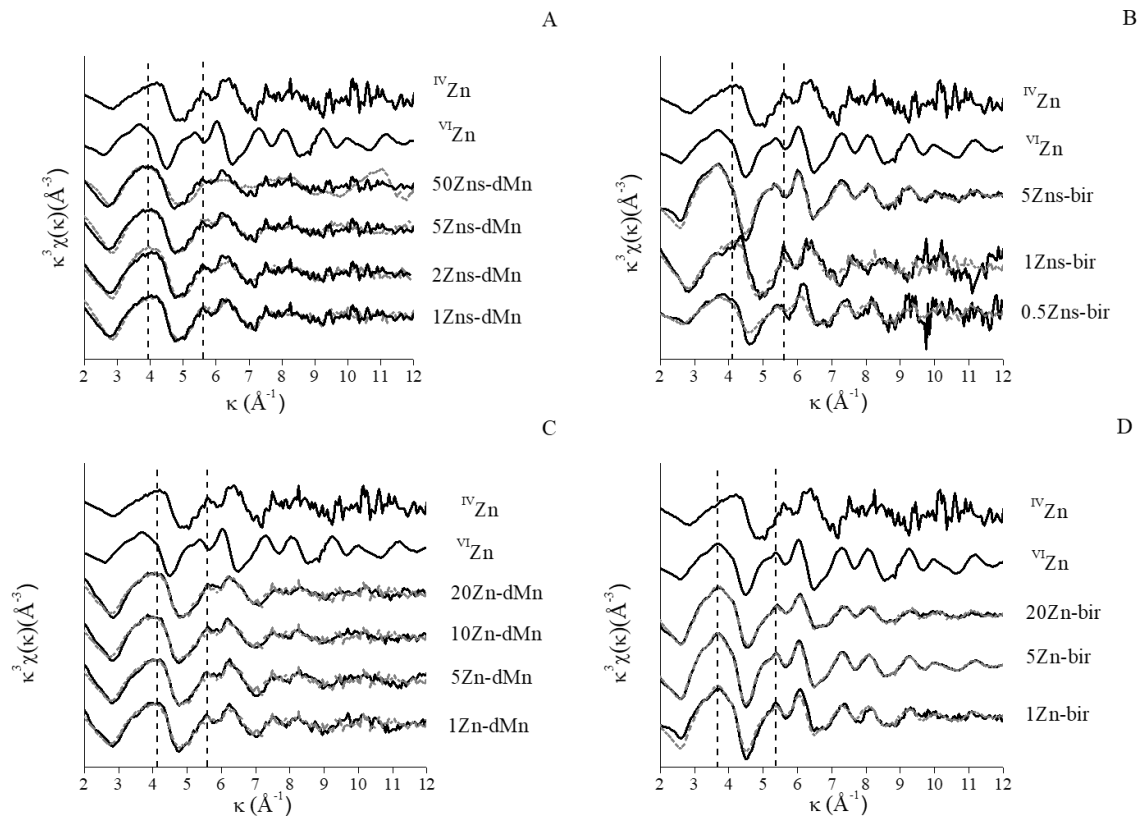 A
κ³ χ(κ)(Å⁻³)
IVZn
VIZn
50Zns-dMn
5Zns-dMn
2Zns-dMn
1Zns-dMn
2 3 4 5 6 7 8 9 10 11 12
κ (Å⁻¹)
B
κ³ χ(κ)(Å⁻³)
IVZn
VIZn
5Zns-bir
1Zns-bir
0.5Zns-bir
2 3 4 5 6 7 8 9 10 11 12
κ (Å⁻¹)
C
κ³ χ(κ)(Å⁻³)
IVZn
VIZn
20Zn-dMn
10Zn-dMn
5Zn-dMn
1Zn-dMn
2 3 4 5 6 7 8 9 10 11 12
κ (Å⁻¹)
D
κ³ χ(κ)(Å⁻³)
IVZn
VIZn
20Zn-bir
5Zn-bir
1Zn-bir
2 3 4 5 6 7 8 9 10 11 12
κ (Å⁻¹)